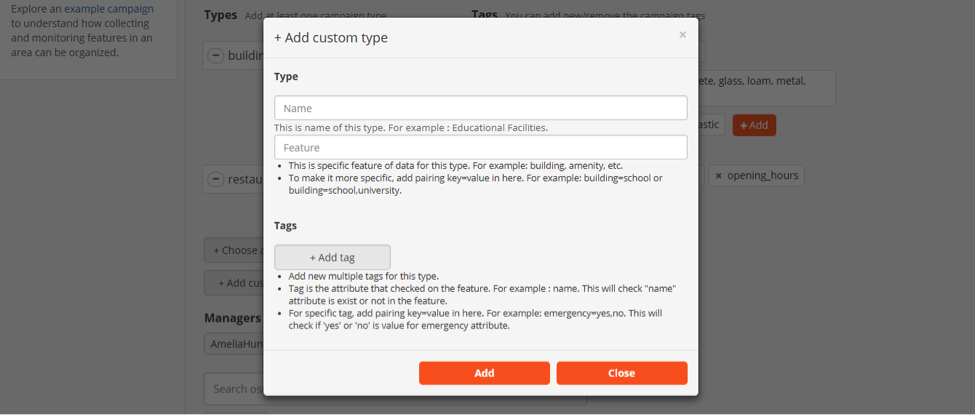 Explore an example campaign
to understand how collecting
and monitoring features in an
area can be organized.
Types Add at least one campaign type
Tags You can add new/remove the campaign tags
+ Add custom type
×
Type
Name
This is name of this type. For example : Educational Facilities.
Feature
This is specific feature of data for this type. For example: building, amenity, etc.
To make it more specific, add pairing key=value in here. For example: building=school or
building=school,university.
glass, loam, metal,
+ Add
× opening_hours
Tags
+ Add tag
Add new multiple tags for this type.
Tag is the attribute that checked on the feature. For example : name. This will check "name"
attribute is exist or not in the feature.
For specific tag, add pairing key=value in here. For example: emergency=yes,no. This will
check if 'yes' or 'no' is value for emergency attribute.
+ Choose
+ Add
Managers
Search
Add
Close